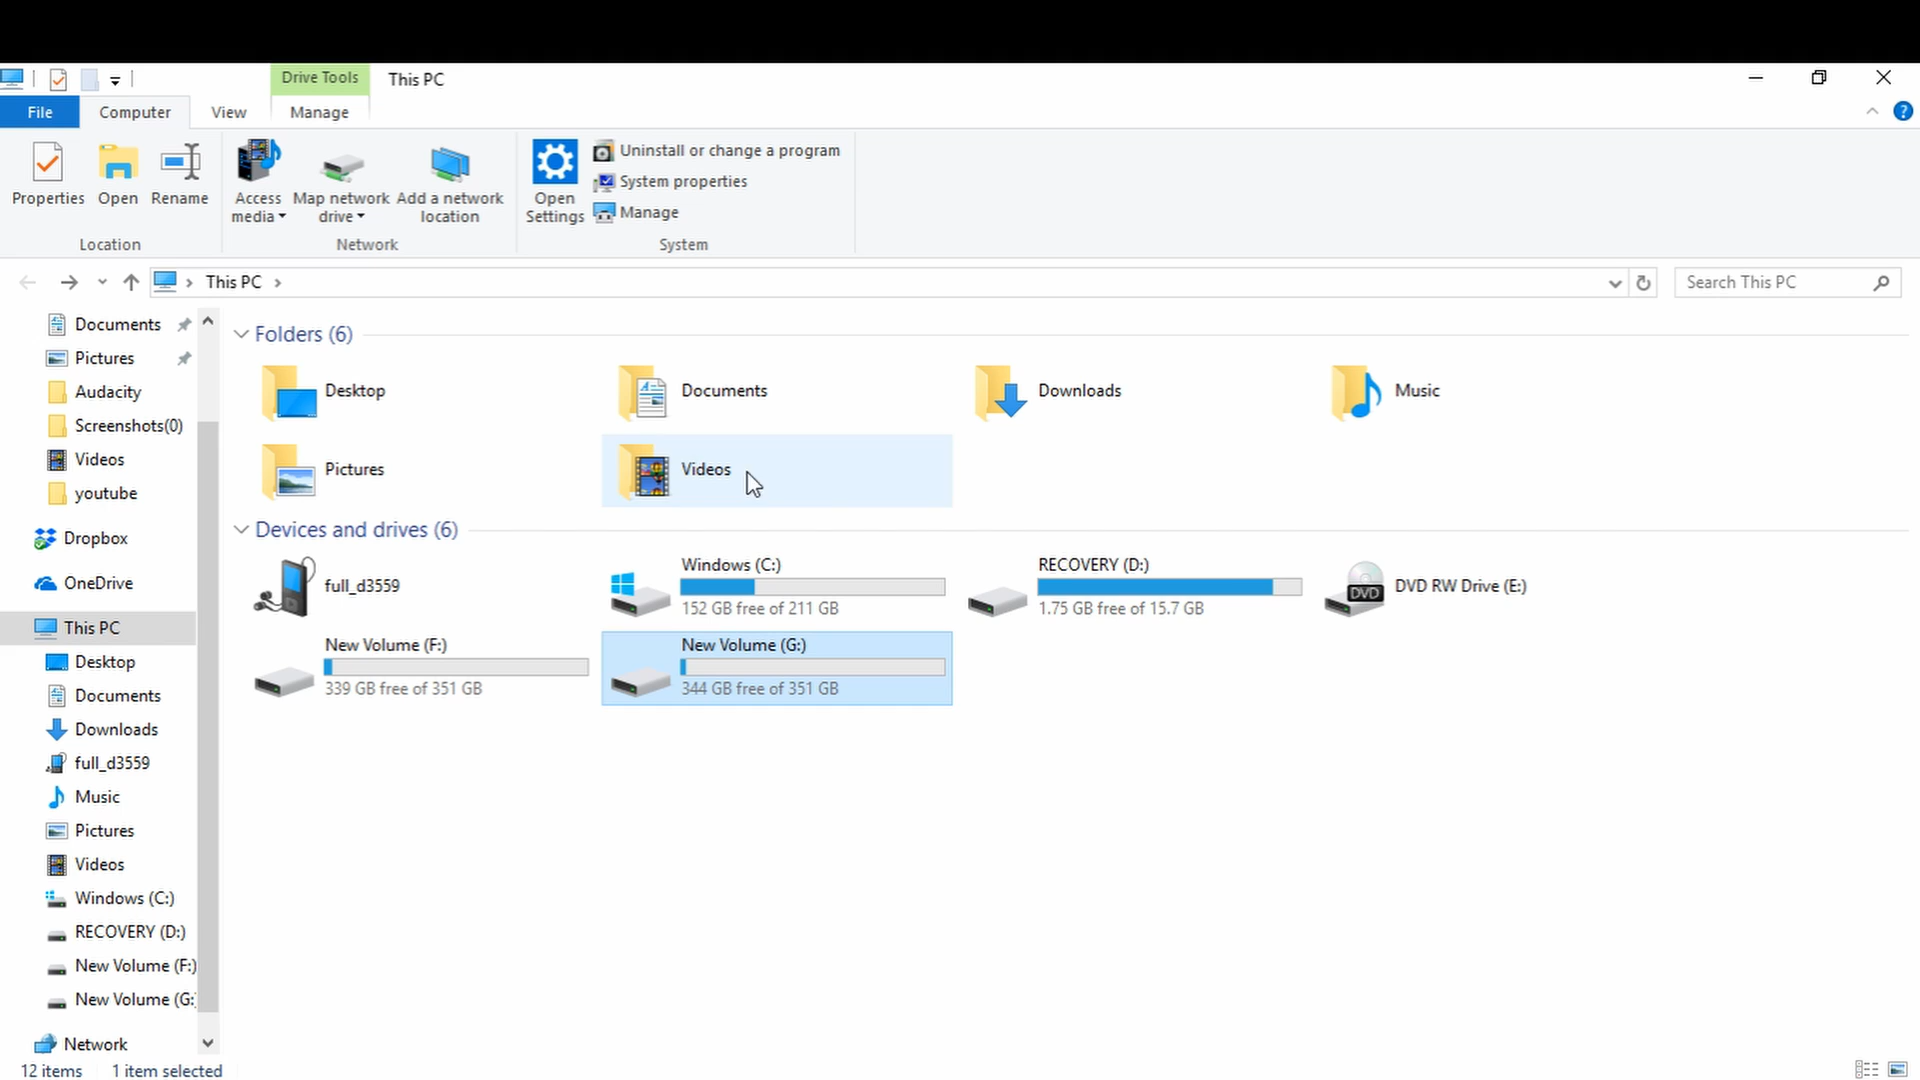 Drive Tools
This PC
File
Computer
View
Manage
Properties
Open
Rename
Access
media
Map network
drive
Add a network
location
Open
Settings
Uninstall or change a program
System properties
Manage
Location
Network
System
This PC
Search This PC
Documents
Pictures
Audacity
Screenshots(0)
Videos
youtube
Dropbox
OneDrive
This PC
Desktop
Documents
Downloads
full_d3559
Music
Pictures
Videos
Windows (C:)
RECOVERY (D:)
New Volume (F:)
New Volume (G:
Network
Folders (6)
Desktop
Documents
Downloads
Music
Pictures
Videos
Devices and drives (6)
full_d3559
Windows (C:)
152 GB free of 211 GB
RECOVERY (D:)
1.75 GB free of 15.7 GB
DVD
DVD RW Drive (E:)
New Volume (F:)
339 GB free of 351 GB
New Volume (G:)
344 GB free of 351 GB
12 items
1 item selected